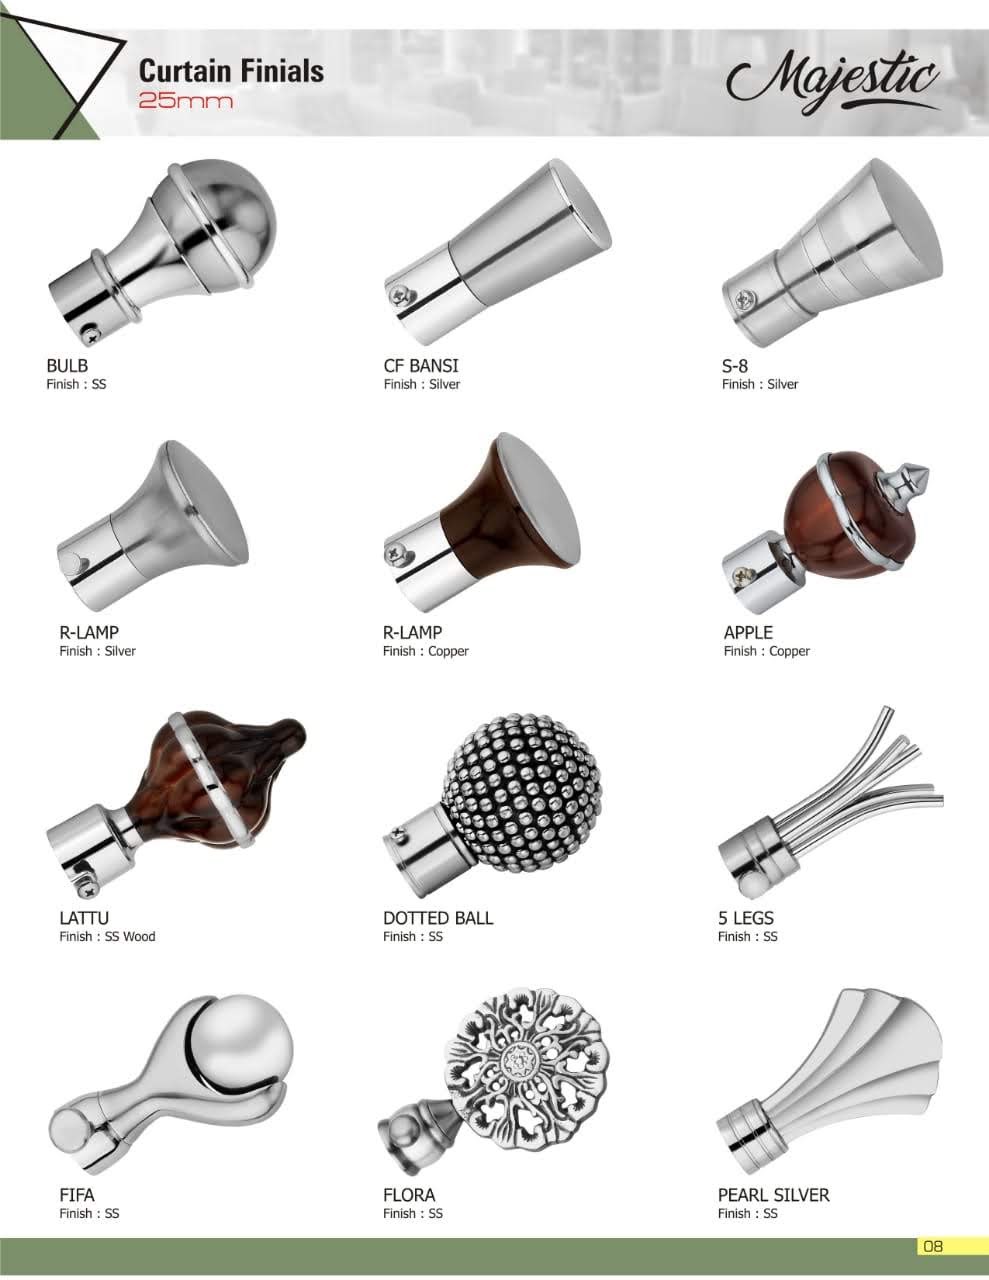 Curtain Finials
25mm
Majestic
BULB
Finish : SS
CF BANSI
Finish : Silver
S-8
Finish : Silver
R-LAMP
Finish : Silver
R-LAMP
Finish : Copper
APPLE
Finish : Copper
LATTU
Finish : SS Wood
DOTTED BALL
Finish : SS
5 LEGS
Finish : SS
FIFA
Finish : SS
FLORA
Finish : SS
PEARL SILVER
Finish : SS
08